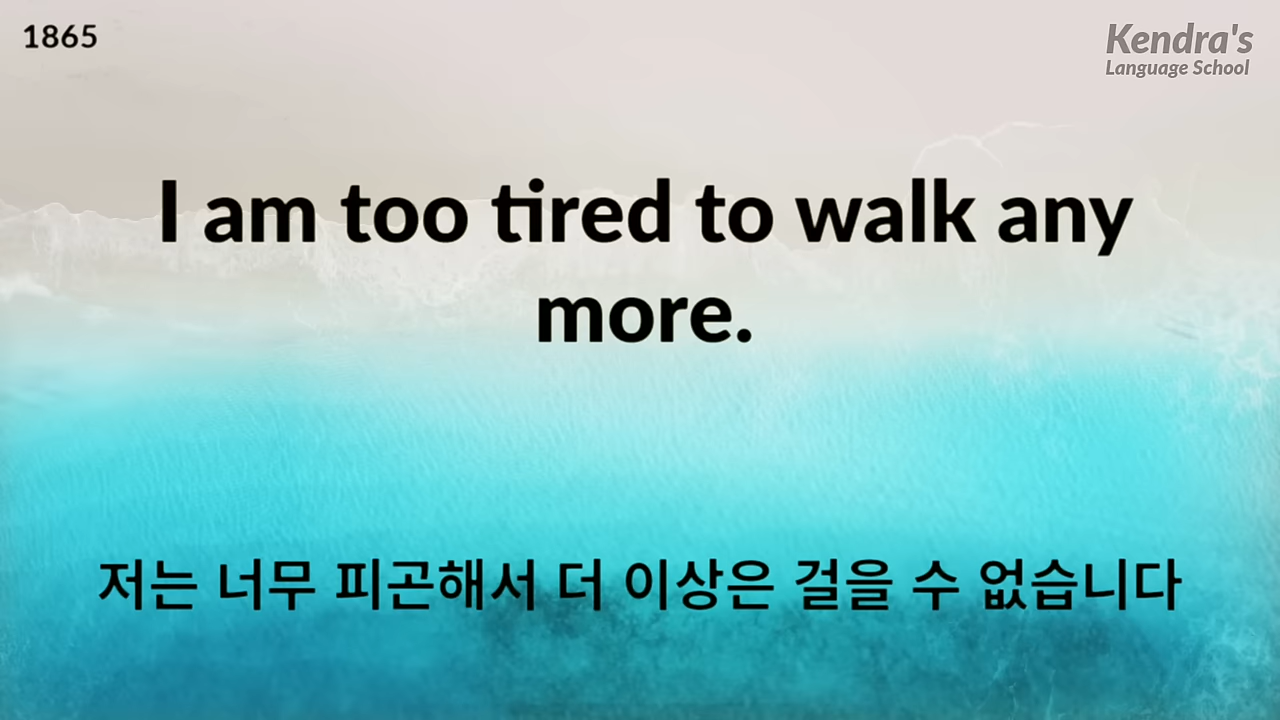 1865
Kendra's
Language School
I am too tired to walk any
more.
저는 너무 피곤해서 더 이상은 걸을 수 없습니다